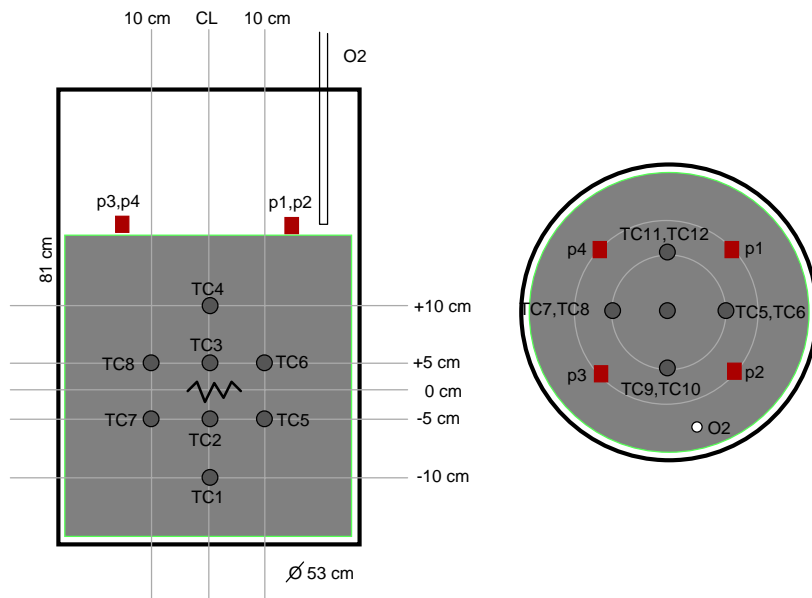 10 cm CL 10 cm
O2
p3,p4 p1,p2
81 cm
TC4
+10 cm
TC3
TC8 TC6 +5 cm
0 cm
TC7 TC5 -5 cm
TC2
-10 cm
TC1
Ø 53 cm
TC11,TC12
p4 p1
TC7,TC8 TC5,TC6
p3 p2
TC9,TC10
O2